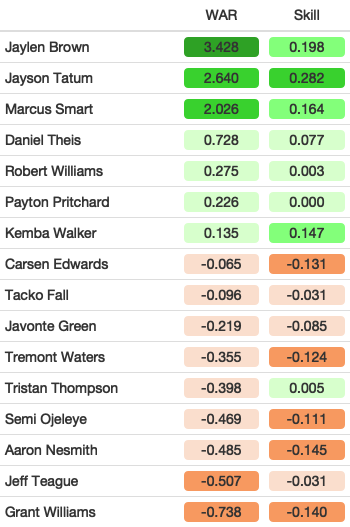 WAR Skill
Jaylen Brown 3.428 0.198
Jayson Tatum 2.640 0.282
Marcus Smart 2.026 0.164
Daniel Theis 0.728 0.077
Robert Williams 0.275 0.003
Payton Pritchard 0.226 0.000
Kemba Walker 0.135 0.147
Carsen Edwards -0.065 -0.131
Tacko Fall -0.096 -0.031
Javonte Green -0.219 -0.085
Tremont Waters -0.355 -0.124
Tristan Thompson -0.398 0.005
Semi Ojeleye -0.469 -0.111
Aaron Nesmith -0.485 -0.145
Jeff Teague -0.507 -0.031
Grant Williams -0.738 -0.140